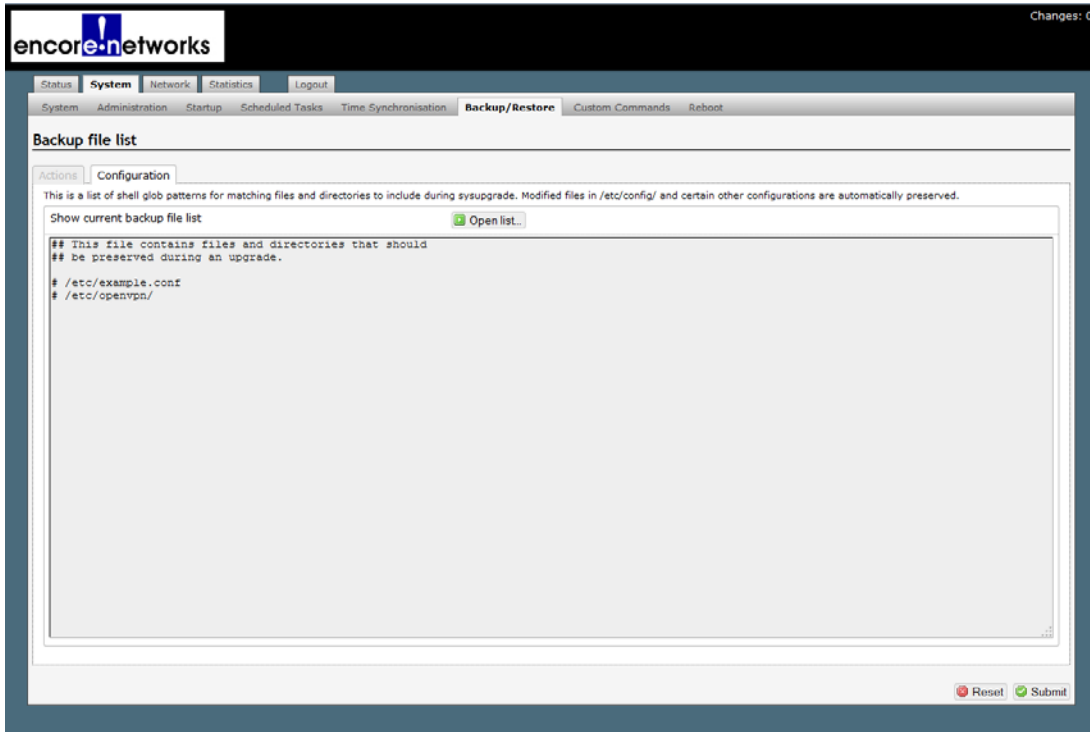 Changes: 0
encore!networks
Status System Network Statistics Logout
System Administration Startup Scheduled Tasks Time Synchronisation Backup/Restore Custom Commands Reboot
Backup file list
Actions Configuration
This is a list of shell glob patterns for matching files and directories to include during sysupgrade. Modified files in /etc/config/ and certain other configurations are automatically preserved.
Show current backup file list Open list...
## This file contains files and directories that should
## be preserved during an upgrade.
# /etc/example.conf
# /etc/openvpn/
Reset Submit